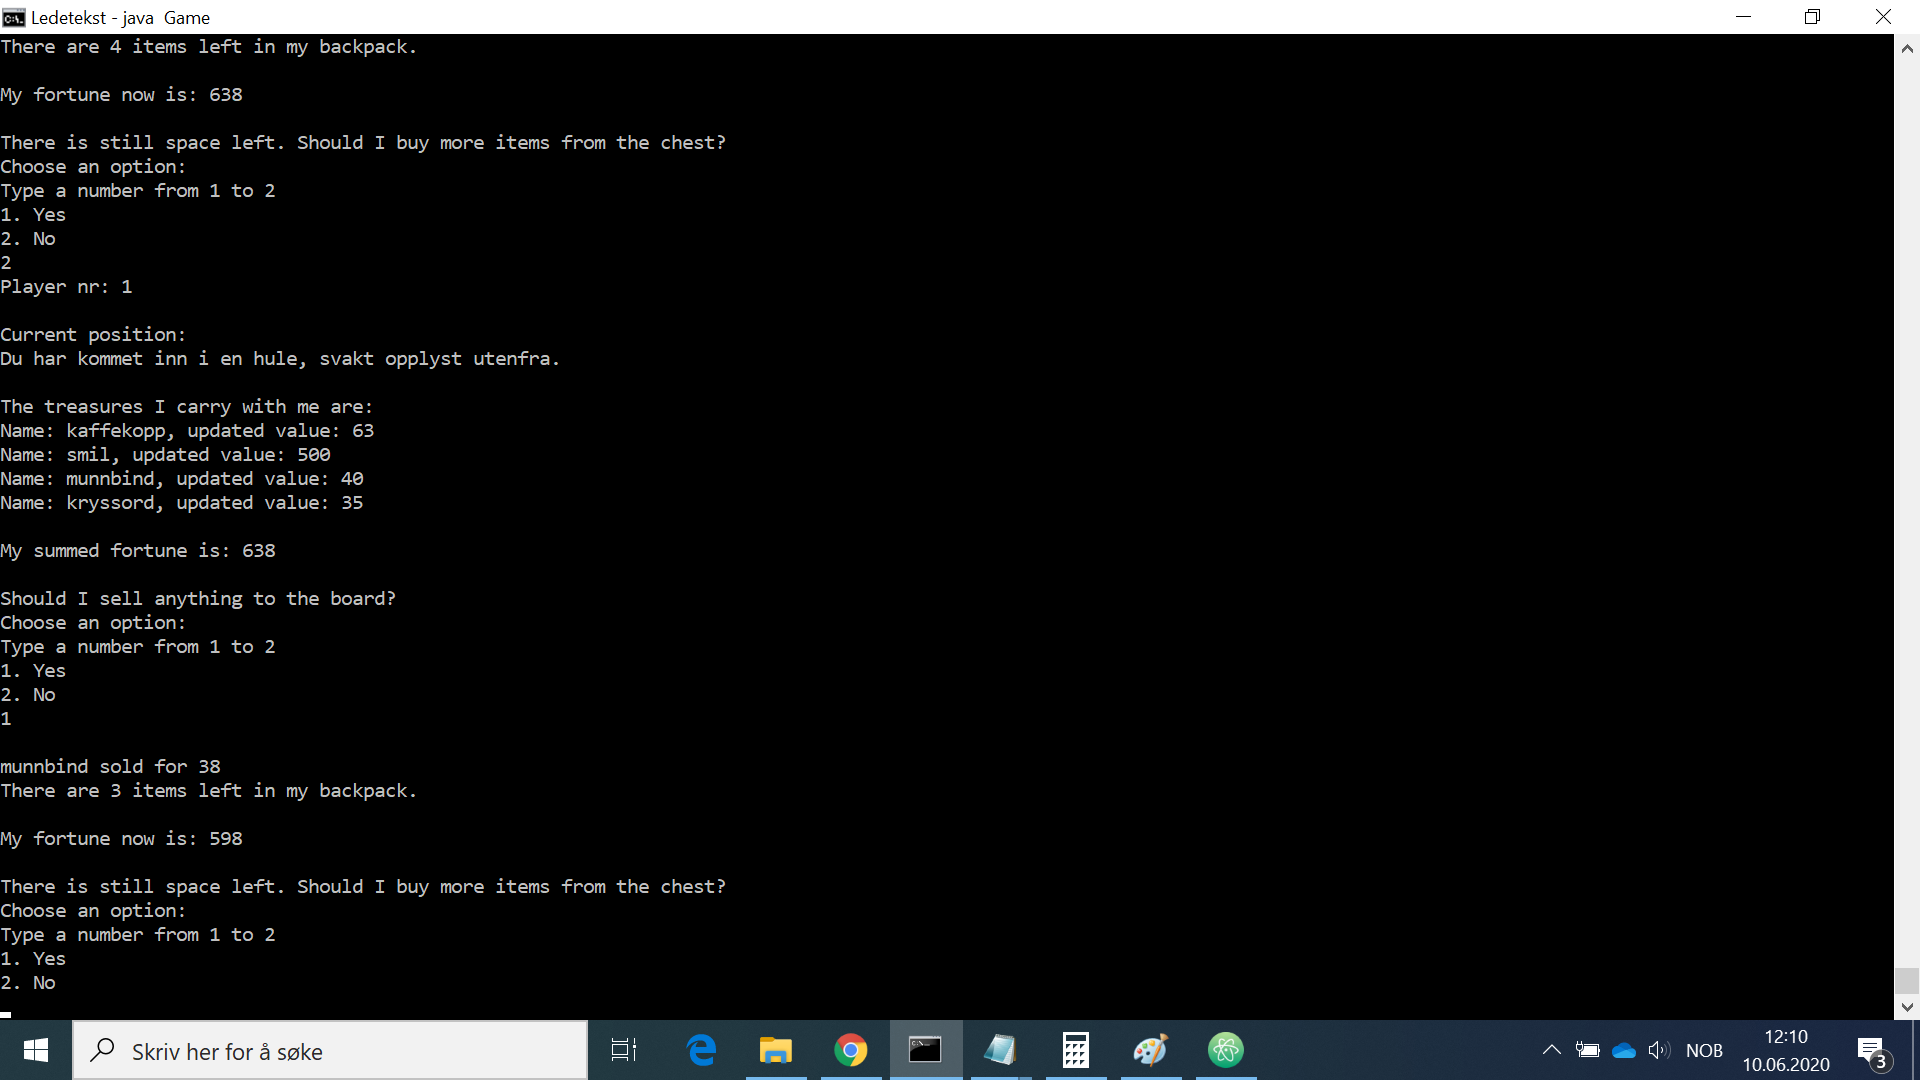 Ledetekst - java  Game
There are 4 items left in my backpack.
My fortune now is: 638
There is still space left. Should I buy more items from the chest?
Choose an option:
Type a number from 1 to 2
1. Yes
2. No
2
Player nr: 1
Current position:
Du har kommet inn i en hule, svakt opplyst utenfra.
The treasures I carry with me are:
Name: kaffekopp, updated value: 63
Name: smil, updated value: 500
Name: munnbind, updated value: 40
Name: kryssord, updated value: 35
My summed fortune is: 638
Should I sell anything to the board?
Choose an option:
Type a number from 1 to 2
1. Yes
2. No
1
munnbind sold for 38
There are 3 items left in my backpack.
My fortune now is: 598
There is still space left. Should I buy more items from the chest?
Choose an option:
Type a number from 1 to 2
1. Yes
2. No
Skriv her for å søke
NOB
12:10
10.06.2020
3